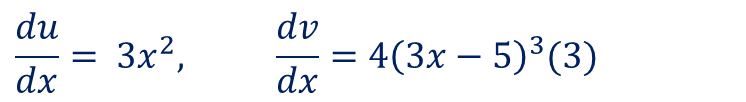 du/dx = 3x², dv/dx = 4(3x − 5)³(3)